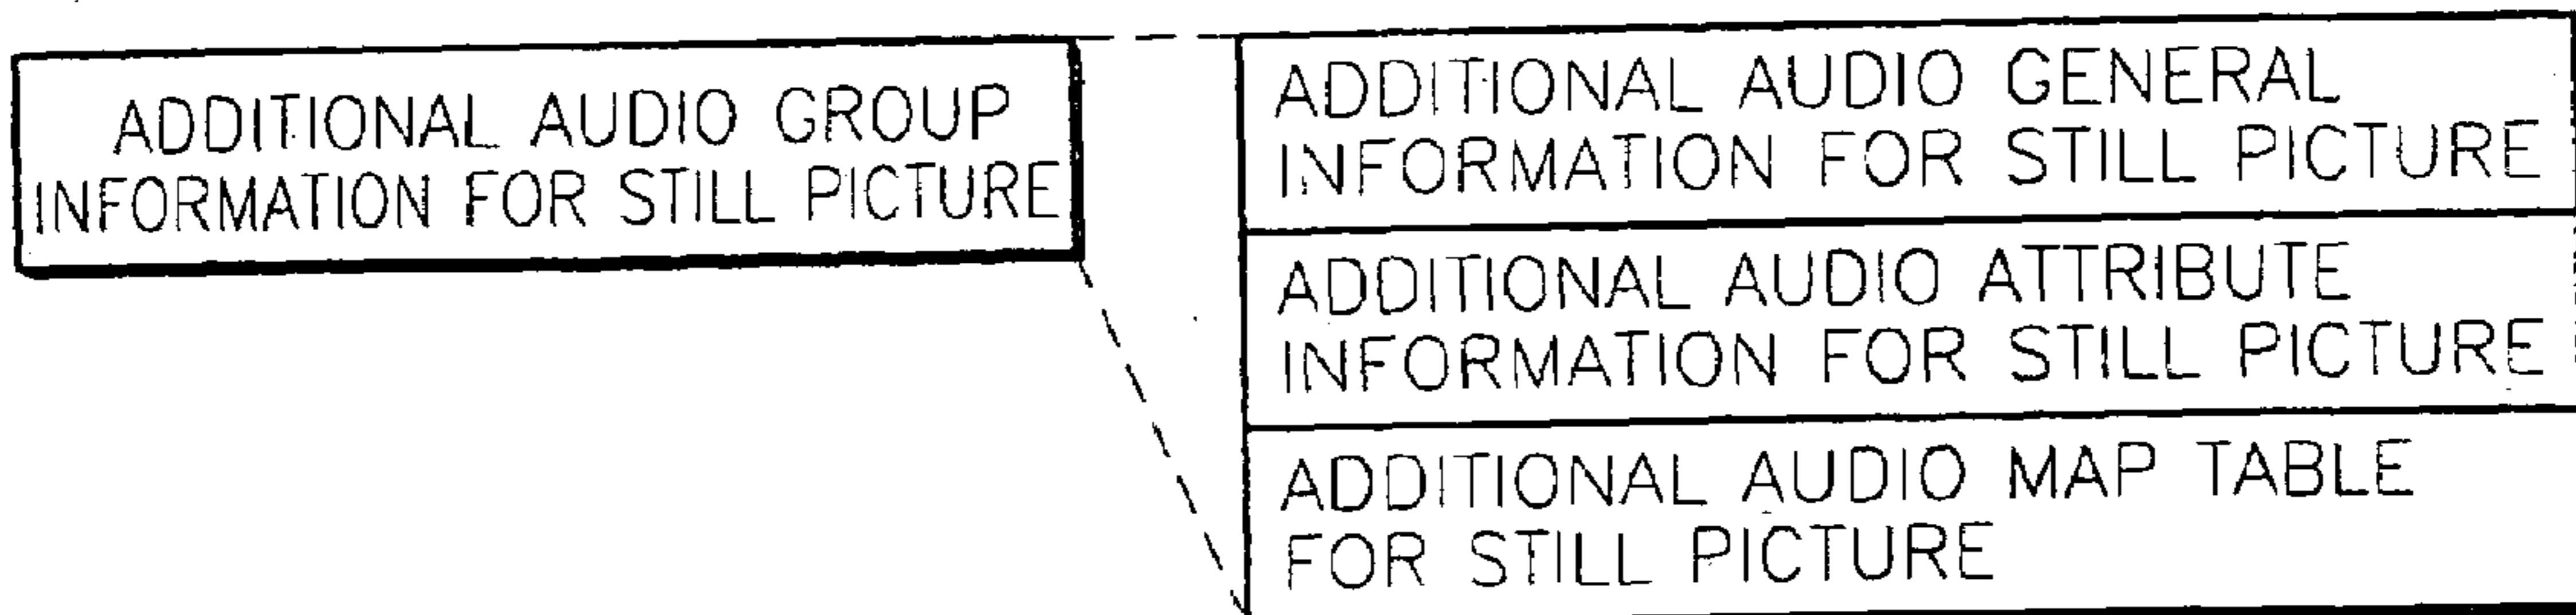 ADDITIONAL AUDIO GROUP
INFORMATION FOR STILL PICTURE
ADDITIONAL AUDIO GENERAL
INFORMATION FOR STILL PICTURE
ADDITIONAL AUDIO ATTRIBUTE
INFORMATION FOR STILL PICTURE
ADDITIONAL AUDIO MAP TABLE
FOR STILL PICTURE